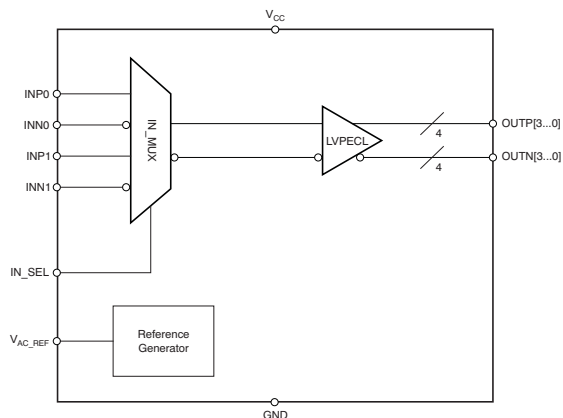 VCC
INP0
INN0
INP1
INN1
IN_MUX
LVPECL
4
OUTP[3...0]
4
OUTN[3...0]
IN_SEL
VAC_REF
Reference
Generator
GND